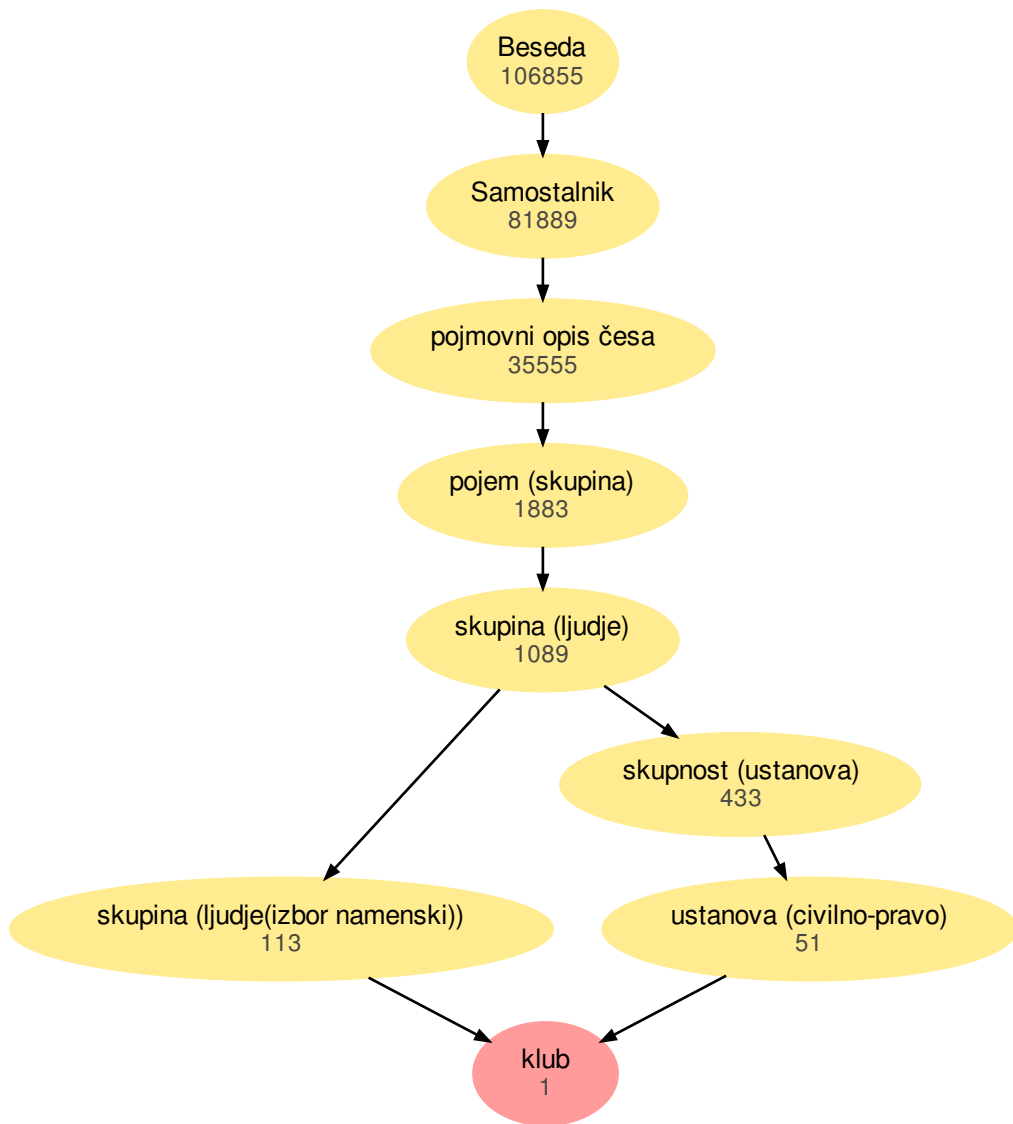 Beseda
106855
Samostalnik
81889
pojmovni opis česa
35555
pojem (skupina)
1883
skupina (ljudje)
1089
skupnost (ustanova)
433
skupina (ljudje(izbor namenski))
113
ustanova (civilno-pravo)
51
klub
1